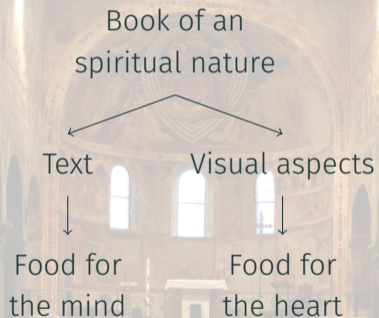 Book of an
spiritual nature
Text
Visual aspects
Food for
the mind
Food for
the heart